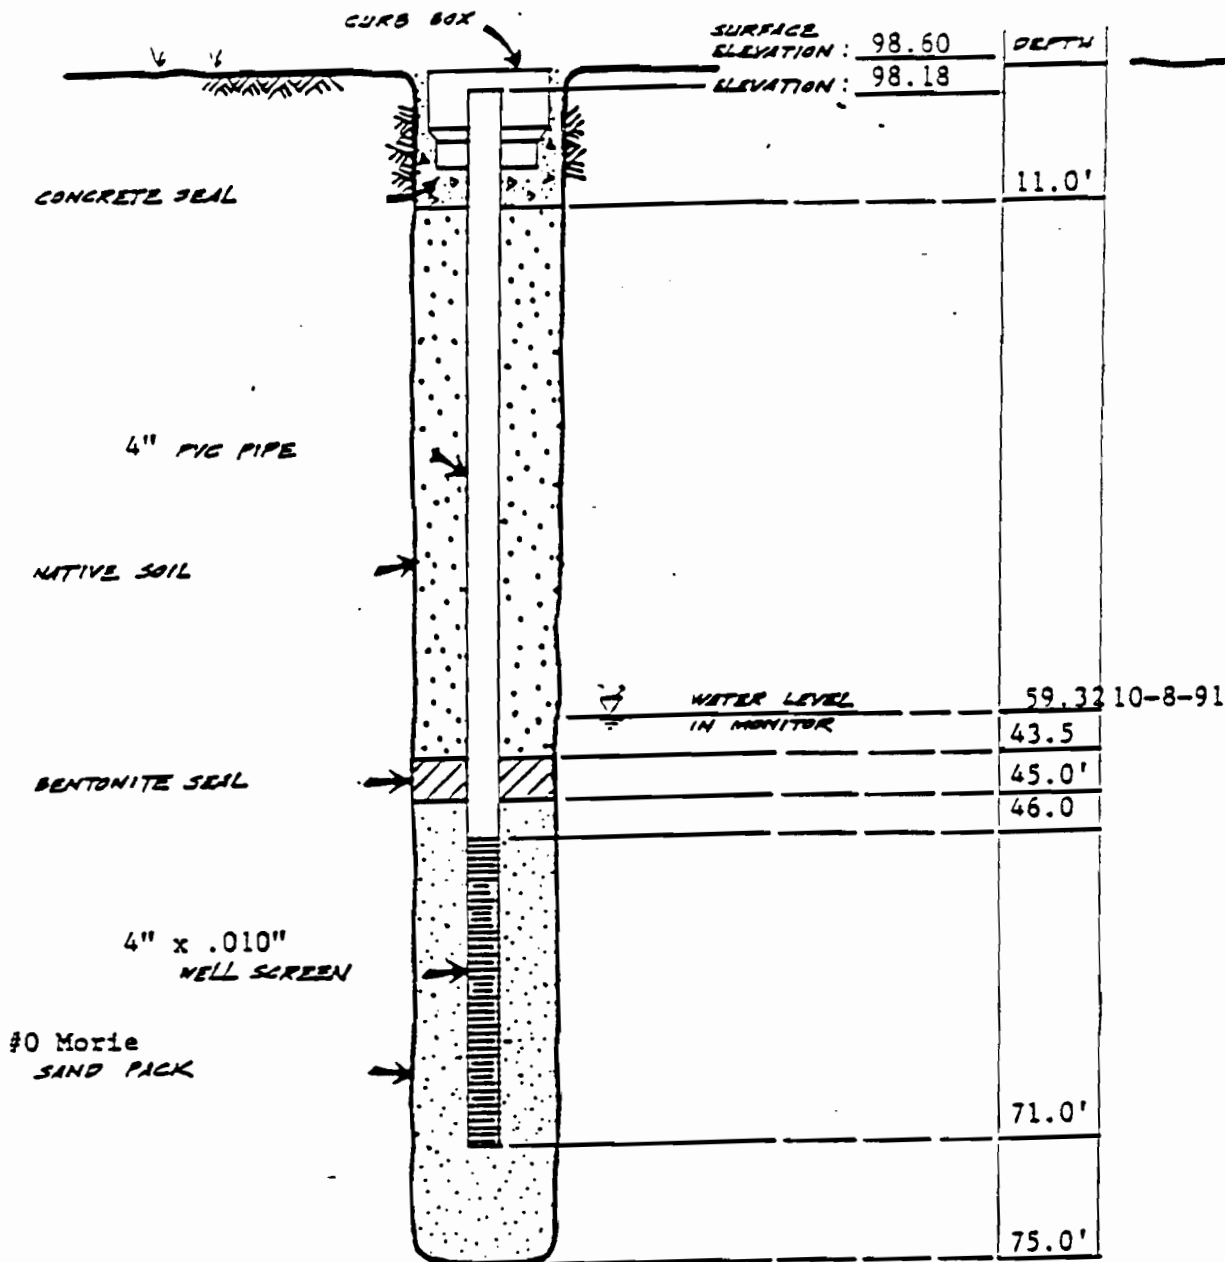 CURB BOX
SURFACE
ELEVATION: 98.60
DEPTH
ELEVATION: 98.18
11.0'
CONCRETE SEAL
4" PVC PIPE
NATIVE SOIL
WATER LEVEL
IN MONITOR
59.32 10-8-91
43.5
BENTONITE SEAL
45.0'
46.0
4" x .010"
WELL SCREEN
#0 Morie
SAND PACK
71.0'
75.0'